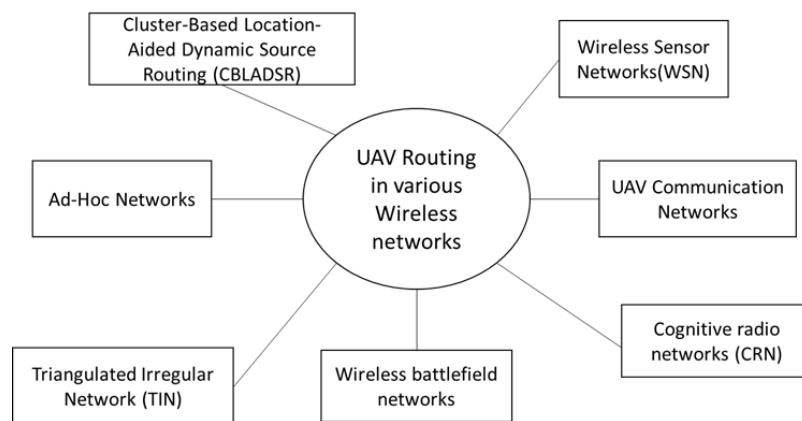 Cluster-Based Location-
Aided Dynamic Source
Routing (CBLADSR)
Wireless Sensor
Networks(WSN)
UAV Routing
in various
Wireless
networks
Ad-Hoc Networks
UAV Communication
Networks
Cognitive radio
networks (CRN)
Triangulated Irregular
Network (TIN)
Wireless battlefield
networks